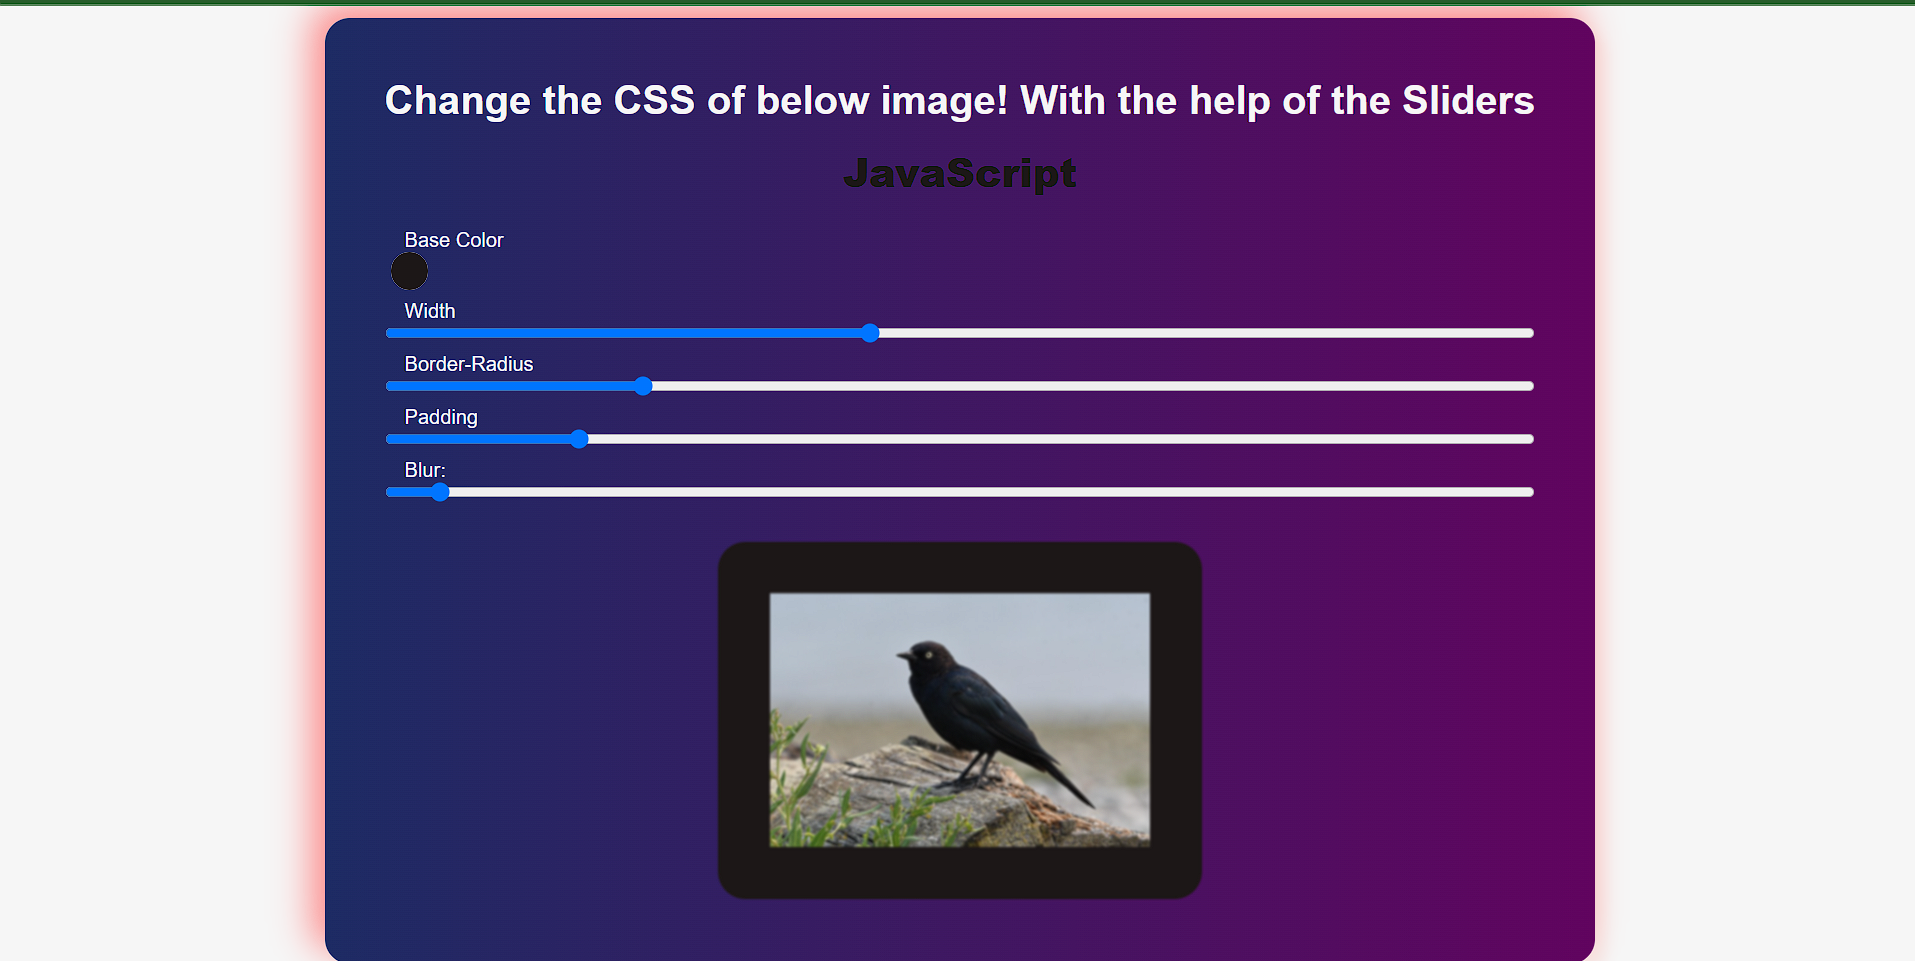 Change the CSS of below image! With the help of the Sliders
JavaScript
Base Color
Width
Border-Radius
Padding
Blur: